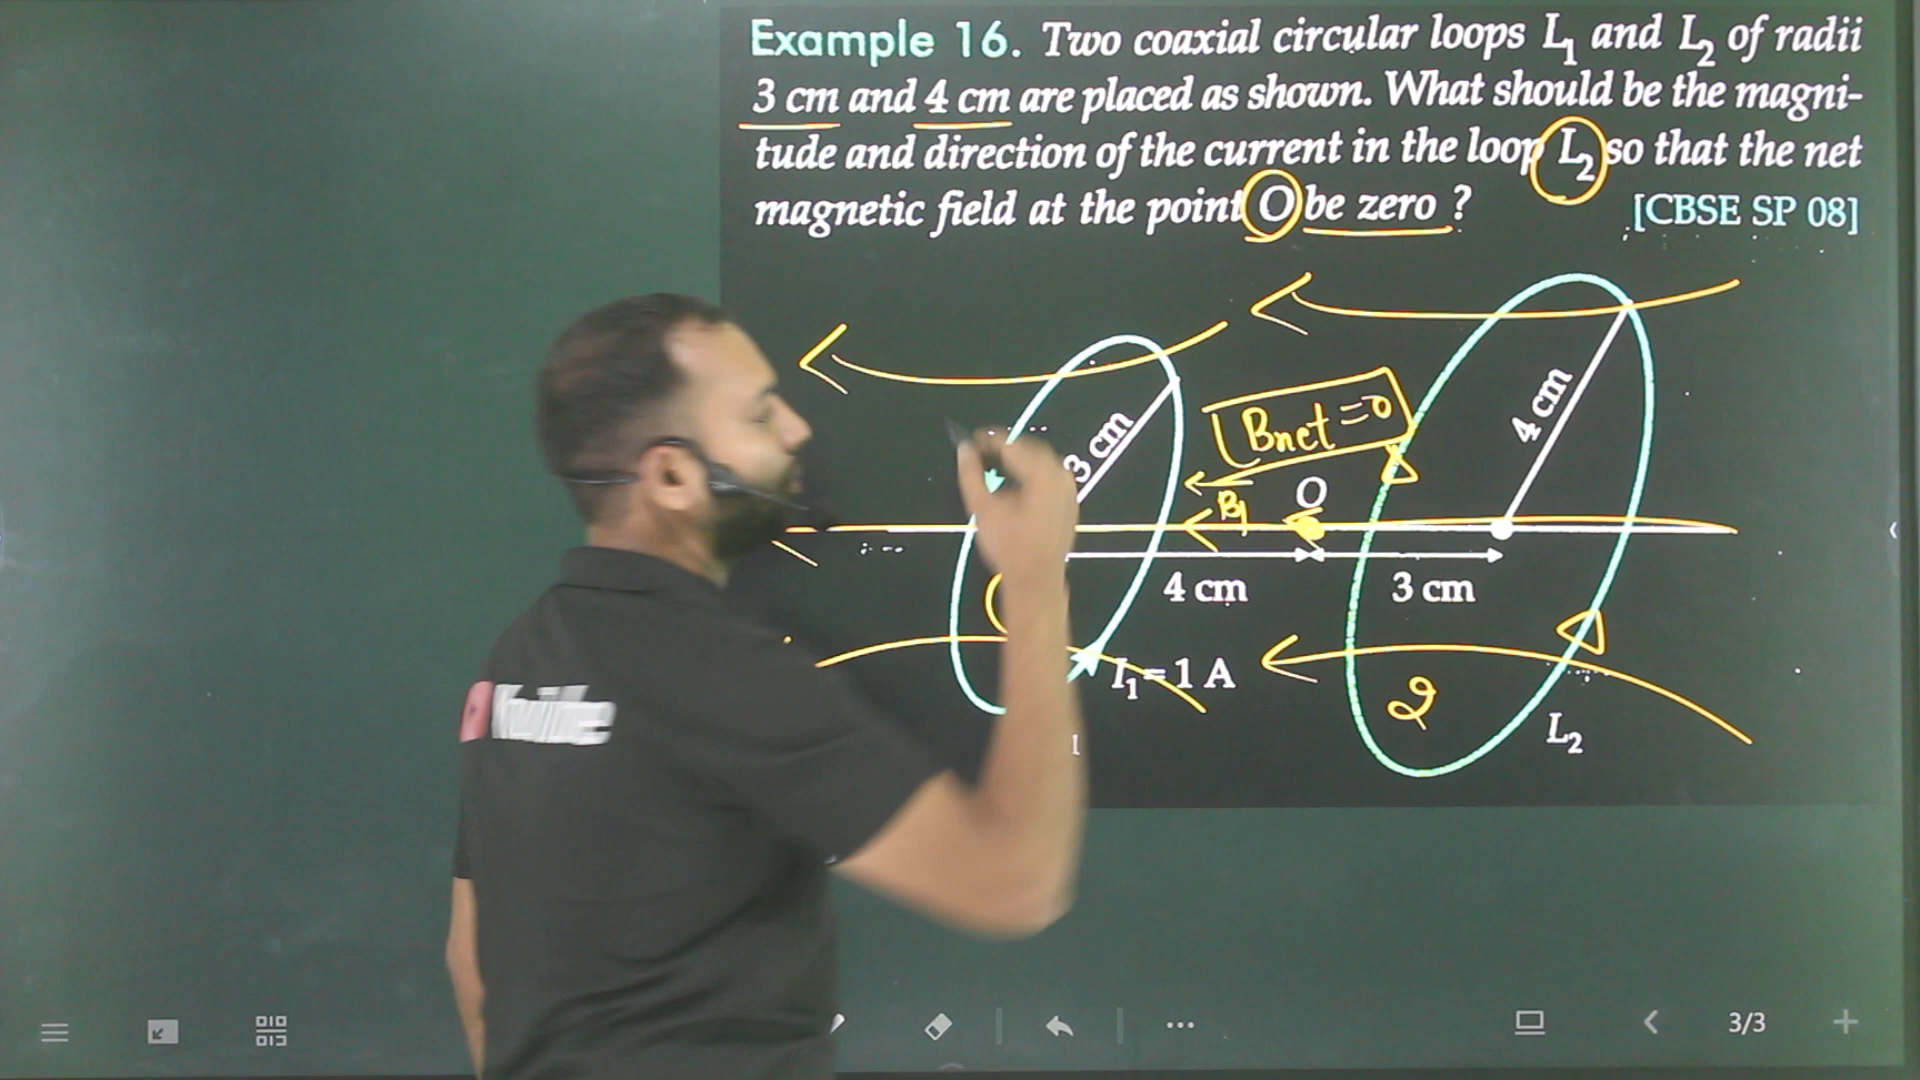 Example 16. Two coaxial circular loops L₁ and L₂ of radii
3 cm and 4 cm are placed as shown. What should be the magni-
tude and direction of the current in the loop L₂ so that the net
magnetic field at the point O be zero ?
[CBSE SP 08]
4 cm
3 cm
Bnet = 0
B₁
O
4 cm
3 cm
I₁ = 1 A
2
L₂
1
3/3